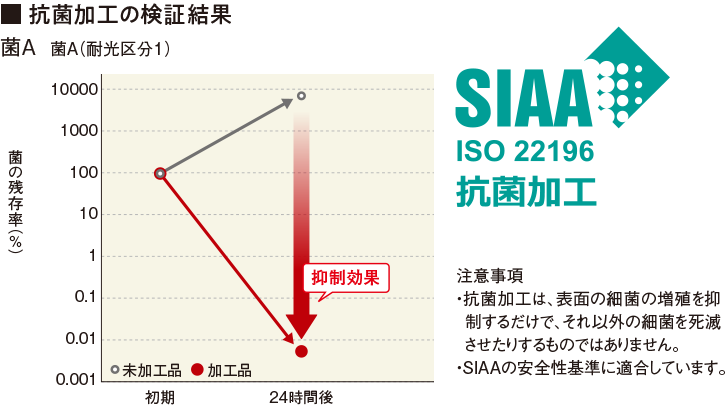 ■ 抗菌加工の検証結果
菌A 菌A（耐光区分1）
菌の残存率(%)
10000
1000
100
10
1
0.1
0.01
0.001
抑制効果
未加工品 加工品
初期 24時間後
SIAA
ISO 22196
抗菌加工
注意事項
・抗菌加工は、表面の細菌の増殖を抑
制するだけで、それ以外の細菌を死滅
させたりするものではありません。
・SIAAの安全性基準に適合しています。